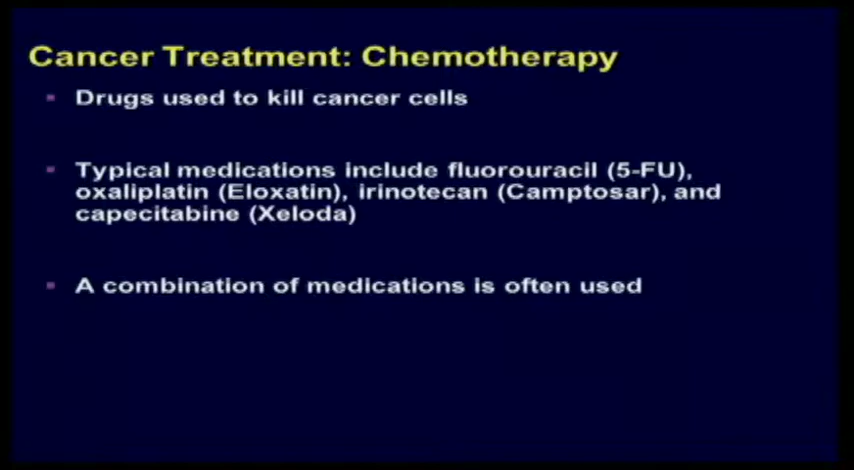 Cancer Treatment: Chemotherapy
Drugs used to kill cancer cells
Typical medications include fluorouracil (5-FU),
oxaliplatin (Eloxatin), irinotecan (Camptosar), and
capecitabine (Xeloda)
A combination of medications is often used